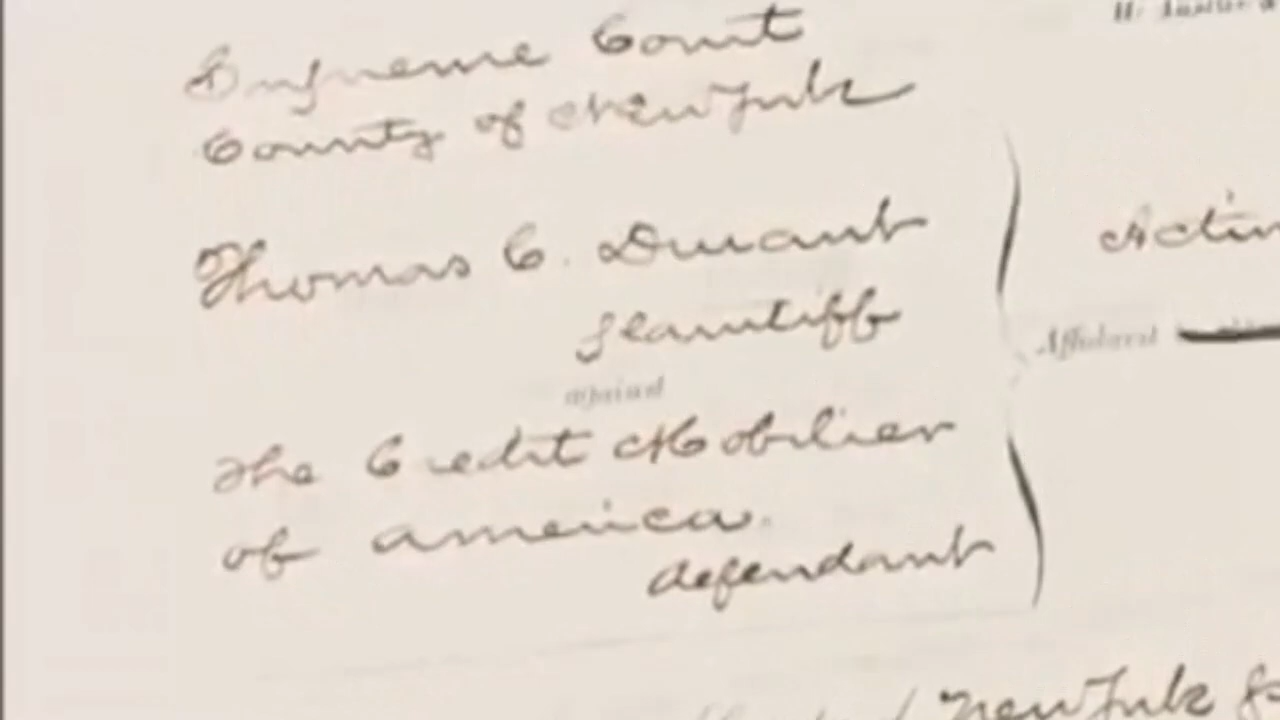 Supreme Court
County of New York
Thomas C. Durant
plaintiff
against
The Credit Mobilier
of america.
defendant
Affidavit
New York